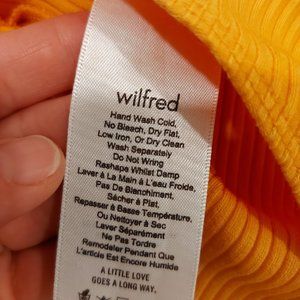 wilfred
Hand Wash Cold,
No Bleach, Dry Flat,
Low Iron, Or Dry Clean
Wash Separately
Do Not Wring
Reshape Whilst Damp
Laver À La Main À L'eau Froide,
Pas De Blanchiment,
Sécher À Plat,
Repasser À Basse Température,
Ou Nettoyer À Sec
Laver Séparément
Ne Pas Tordre
Remodeler Pendant Que
L'article Est Encore Humide
A LITTLE LOVE
GOES A LONG WAY.